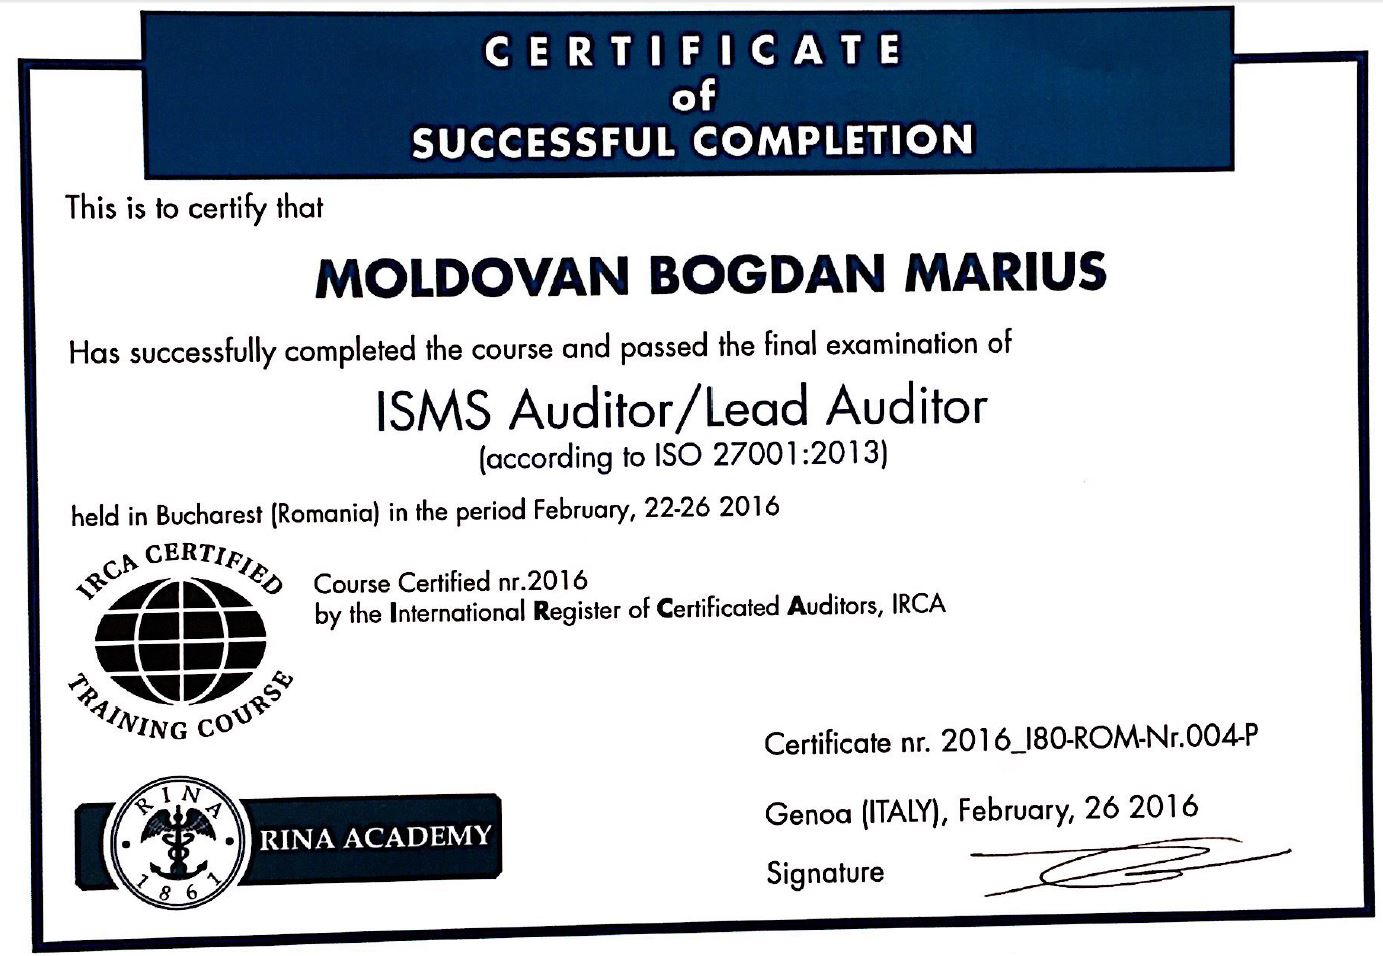 CERTIFICATE
of
SUCCESSFUL COMPLETION
This is to certify that
MOLDOVAN BOGDAN MARIUS
Has successfully completed the course and passed the final examination of
ISMS Auditor/Lead Auditor
(according to ISO 27001:2013)
held in Bucharest (Romania) in the period February, 22-26 2016
IRCA CERTIFIED
TRAINING COURSE
Course Certified nr.2016
by the International Register of Certificated Auditors, IRCA
Certificate nr. 2016_I80-ROM-Nr.004-P
RINA
1861
RINA ACADEMY
Genoa (ITALY), February, 26 2016
Signature